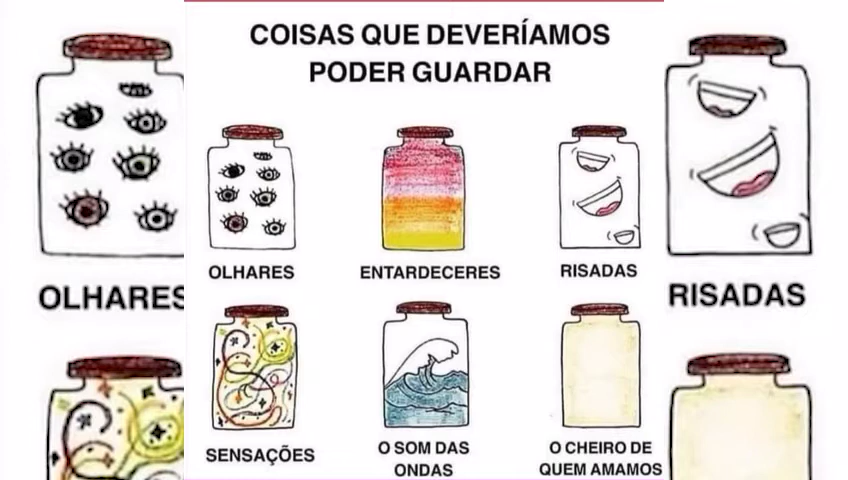 COISAS QUE DEVERÍAMOS
PODER GUARDAR
OLHARES
ENTARDECERES
RISADAS
SENSAÇÕES
O SOM DAS
ONDAS
O CHEIRO DE
QUEM AMAMOS
OLHARES
RISADAS